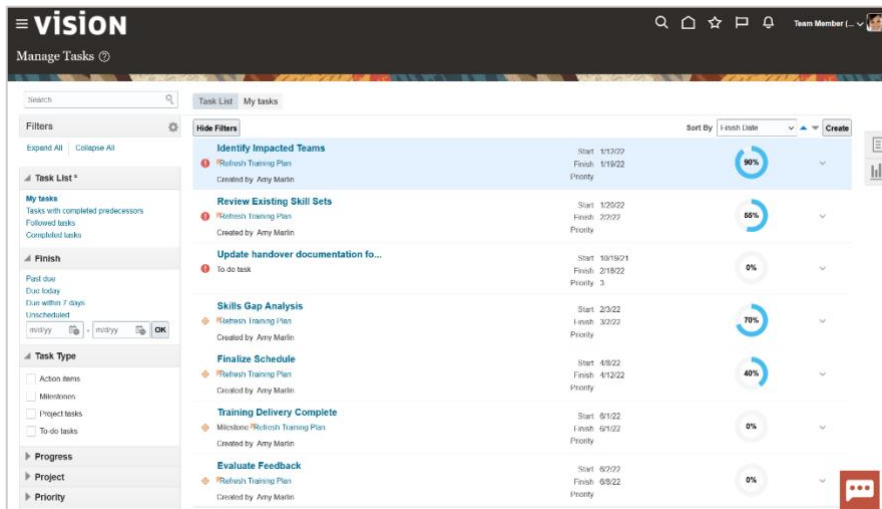 vision
Team Member (...
Manage Tasks
Search
Filters
Expand All
Collapse All
Task List *
My tasks
Tasks with completed predecessors
Followed tasks
Completed tasks
Finish
Past due
Due today
Due within 7 days
Unscheduled
m/d/yy - m/d/yy OK
Task Type
Action items
Milestones
Project tasks
To-do tasks
Progress
Project
Priority
Task List My tasks
Hide Filters
Sort By Finish Date
Create
Identify Impacted Teams
Refresh Training Plan
Created by Amy Marlin
Start 1/12/22
Finish 1/19/22
Priority
90%
Review Existing Skill Sets
Refresh Training Plan
Created by Amy Marlin
Start 1/20/22
Finish 2/2/22
Priority
55%
Update handover documentation fo...
To do task
Start 10/19/21
Finish 2/18/22
Priority 3
0%
Skills Gap Analysis
Refresh Training Plan
Created by Amy Marlin
Start 2/3/22
Finish 3/2/22
Priority
70%
Finalize Schedule
Refresh Training Plan
Created by Amy Marlin
Start 4/8/22
Finish 4/12/22
Priority
40%
Training Delivery Complete
Milestone Refresh Training Plan
Created by Amy Marlin
Start 6/1/22
Finish 6/1/22
Priority
0%
Evaluate Feedback
Refresh Training Plan
Created by Amy Marlin
Start 6/2/22
Finish 6/8/22
Priority
0%